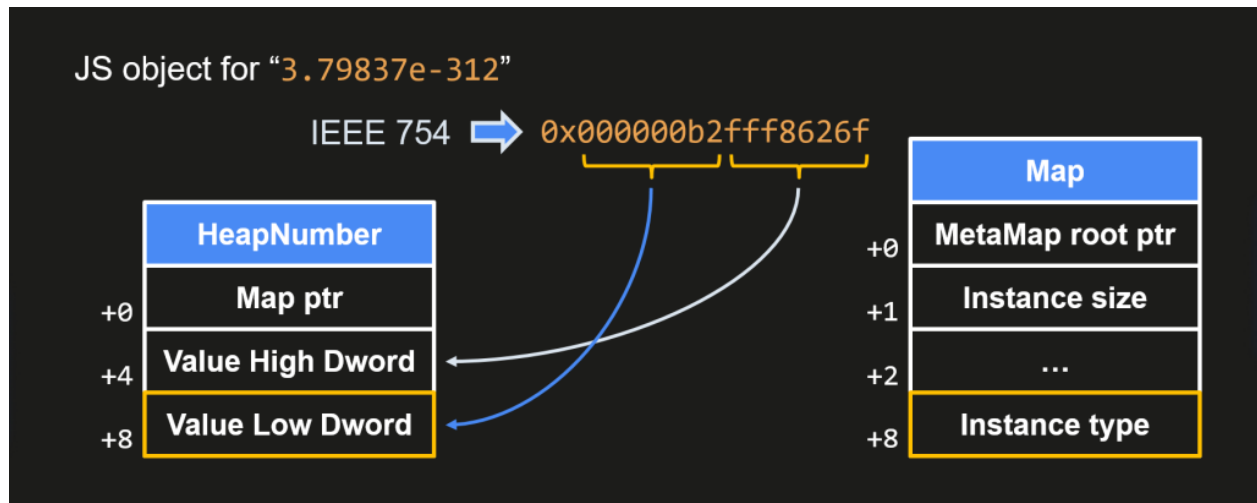 JS object for “3.79837e-312”
IEEE 754
0x000000b2fff8626f
HeapNumber
+0 Map ptr
+4 Value High Dword
+8 Value Low Dword
Map
+0 MetaMap root ptr
+1 Instance size
+2 ...
+8 Instance type